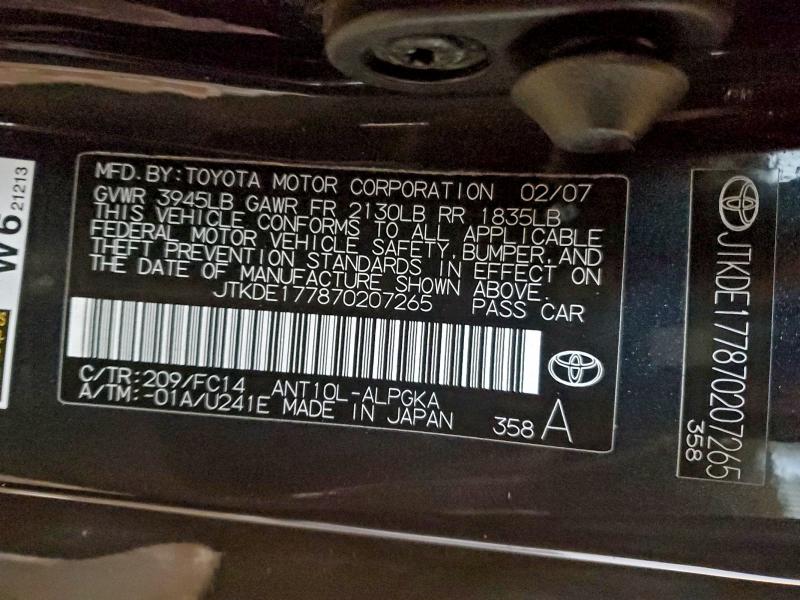 MFD. BY: TOYOTA MOTOR CORPORATION 02/07
GVWR 3945LB GAWR FR 2130LB RR 1835LB
THIS VEHICLE CONFORMS TO ALL APPLICABLE
FEDERAL MOTOR VEHICLE SAFETY, BUMPER, AND
THEFT PREVENTION STANDARDS IN EFFECT ON
THE DATE OF MANUFACTURE SHOWN ABOVE.
JTKDE177870207265 PASS CAR
C/TR: 209/FC14 ANT10L-ALPGKA
A/TM: -01A/U241E MADE IN JAPAN 358 A
JTKDE177870207265
358
W6
21213